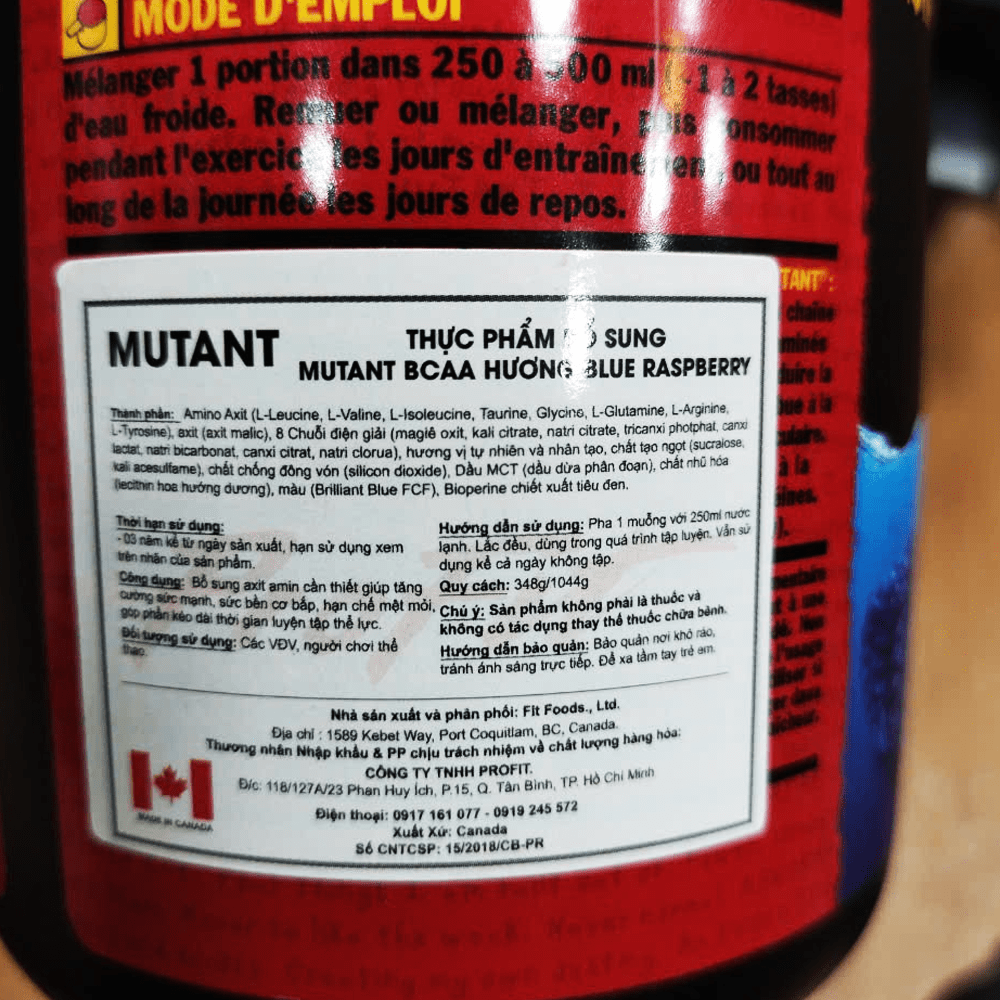 MODE D'EMPLOI
Mélanger 1 portion dans 250 à 500 ml (~1 à 2 tasses)
d'eau froide. Remuer ou mélanger, puis consommer
pendant l'exercice les jours d'entraînement, ou tout au
long de la journée les jours de repos.
TANT :
chaîne
MUTANT
THỰC PHẨM BỔ SUNG
MUTANT BCAA HƯƠNG BLUE RASPBERRY
Thành phần: Amino Axit (L-Leucine, L-Valine, L-Isoleucine, Taurine, Glycine, L-Glutamine, L-Arginine,
L-Tyrosine), axit (axit malic), 8 Chuỗi điện giải (magiê oxit, kali citrate, natri citrate, tricanxi photphat, canxi
lactat, natri bicarbonat, canxi citrat, natri clorua), hương vị tự nhiên và nhân tạo, chất tạo ngọt (sucralose,
kali acesulfame), chất chống đông vón (silicon dioxide), Dầu MCT (dầu dừa phân đoạn), chất nhũ hóa
(lecithin hoa hướng dương), màu (Brilliant Blue FCF), Bioperine chiết xuất tiêu đen.
Thời hạn sử dụng:
- 03 năm kể từ ngày sản xuất, hạn sử dụng xem
trên nhãn của sản phẩm.
Công dụng: Bổ sung axit amin cần thiết giúp tăng
cường sức mạnh, sức bền cơ bắp, hạn chế mệt mỏi,
góp phần kéo dài thời gian luyện tập thể lực.
Đối tượng sử dụng: Các VĐV, người chơi thể
thao.
Hướng dẫn sử dụng: Pha 1 muỗng với 250ml nước
lạnh. Lắc đều, dùng trong quá trình tập luyện. Vẫn sử
dụng kể cả ngày không tập.
Quy cách: 348g/1044g
Chú ý: Sản phẩm không phải là thuốc và
không có tác dụng thay thế thuốc chữa bệnh.
Hướng dẫn bảo quản: Bảo quản nơi khô ráo,
tránh ánh sáng trực tiếp. Để xa tầm tay trẻ em.
Nhà sản xuất và phân phối: Fit Foods., Ltd.
Địa chỉ : 1589 Kebet Way, Port Coquitlam, BC, Canada.
Thương nhân Nhập khẩu & PP chịu trách nhiệm về chất lượng hàng hóa:
CÔNG TY TNHH PROFIT.
Đ/c: 118/127A/23 Phan Huy Ích, P.15, Q. Tân Bình, TP. Hồ Chí Minh
Điện thoại: 0917 161 077 - 0919 245 572
Xuất Xứ: Canada
Số CNTCSP: 15/2018/CB-PR
MADE IN CANADA